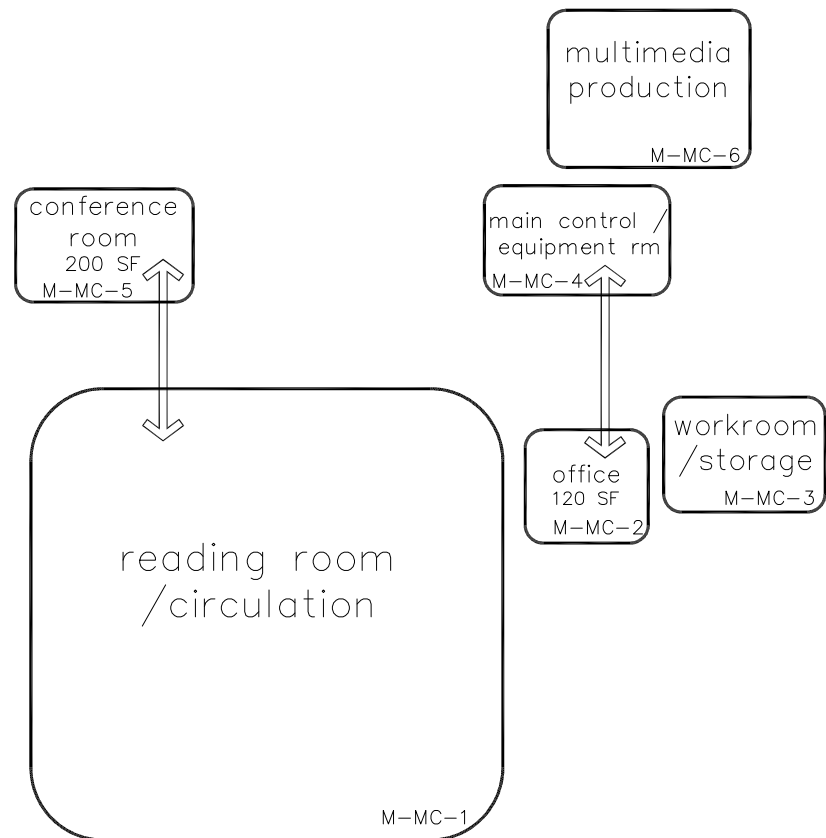 multimedia
production
M-MC-6
conference
room
200 SF
M-MC-5
main control /
equipment rm
M-MC-4
workroom
/storage
M-MC-3
office
120 SF
M-MC-2
reading room
/circulation
M-MC-1